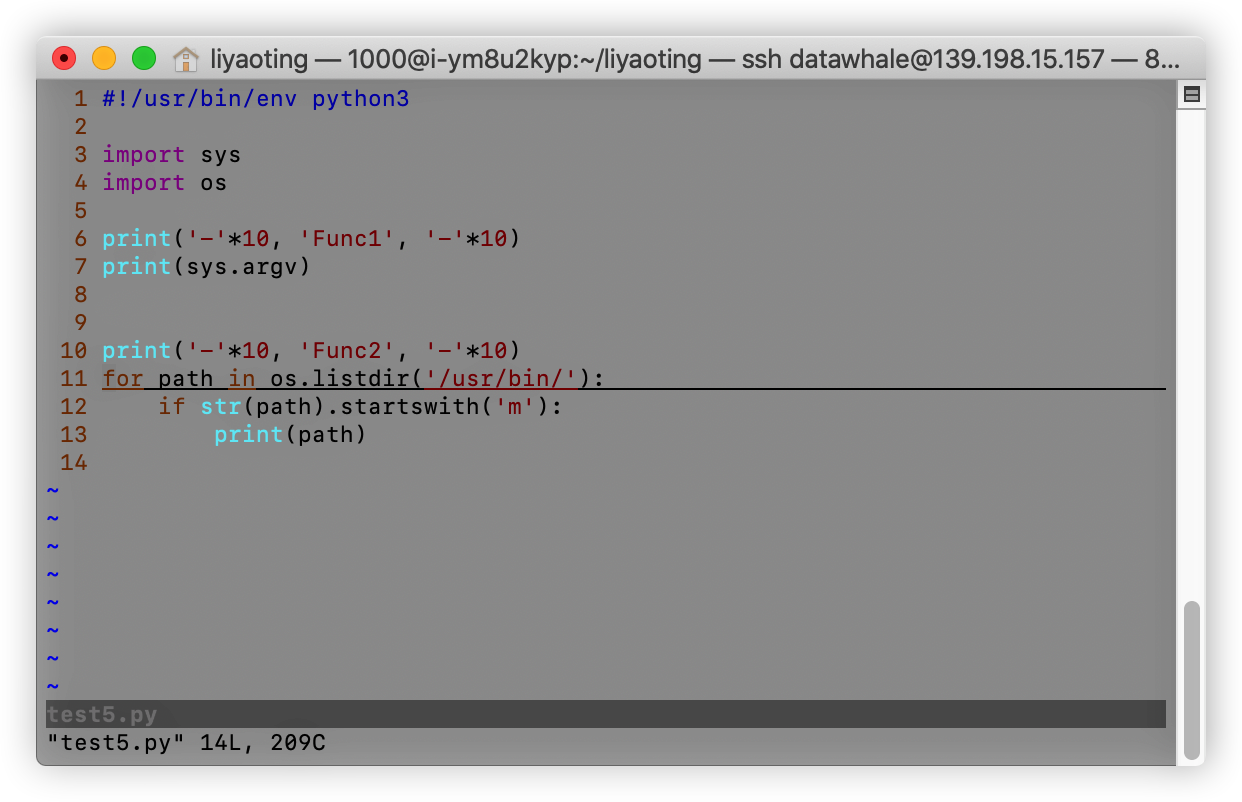 liyaoting — 1000@i-ym8u2kyp:~/liyaoting — ssh datawhale@139.198.15.157 — 8...
1 #!/usr/bin/env python3
2
3 import sys
4 import os
5
6 print('-'*10, 'Func1', '-'*10)
7 print(sys.argv)
8
9
10 print('-'*10, 'Func2', '-'*10)
11 for path in os.listdir('/usr/bin/'):
12     if str(path).startswith('m'):
13         print(path)
14
~
~
~
~
~
~
~
~
test5.py
"test5.py" 14L, 209C